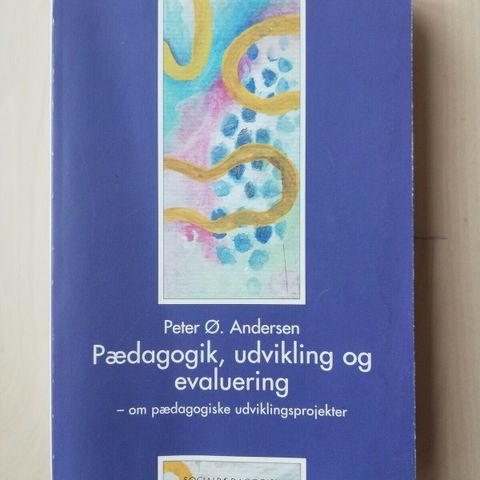 Peter Ø. Andersen
Pædagogik, udvikling og
evaluering
– om pædagogiske udviklingsprojekter